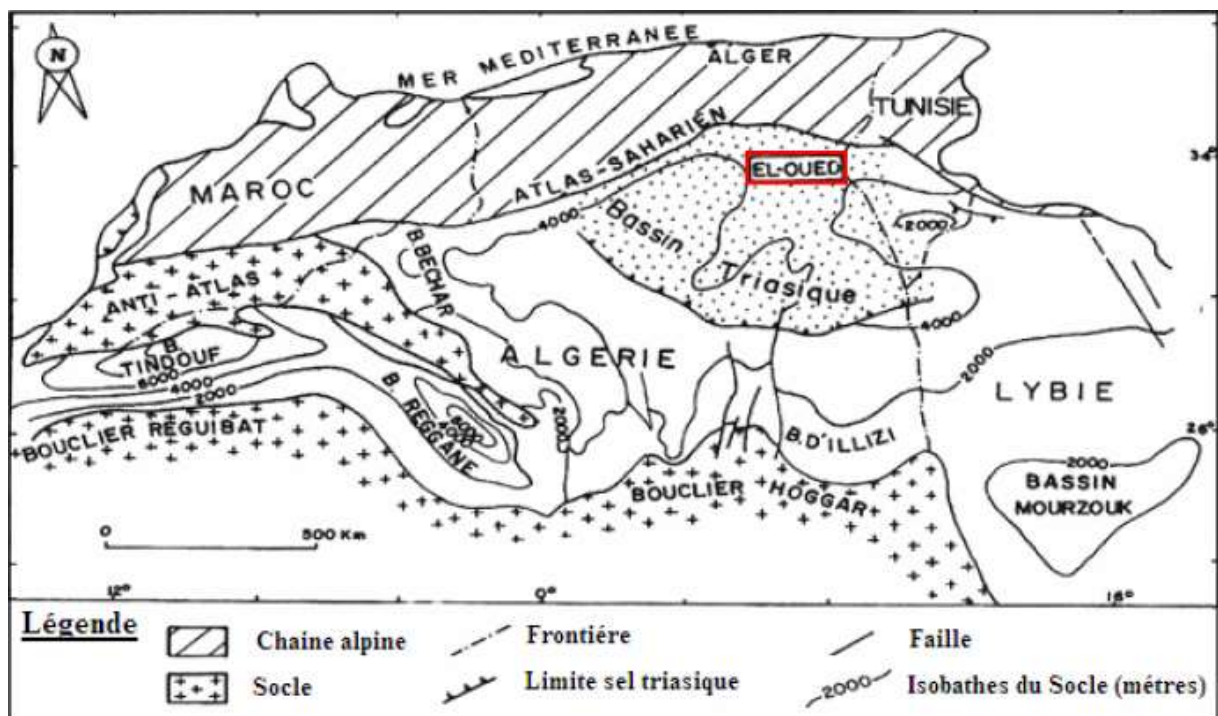 N
MER MEDITERRANEE
ALGER
TUNISIE
34°
ATLAS-SAHARIEN
EL-OUED
MAROC
4000
2000
Bassin
Triasique
B. BECHAR
ANTI-ATLAS
4000
B.
TINDOUF
ALGERIE
2000
LYBIE
6000
4000
2000
B. REGGANE
2000
BOUCLIER REGUIBAT
B. D'ILLIZI
26°
2000
BASSIN
MOURZOUK
BOUCLIER HOGGAR
0 500 Km
12° 0° 18°
Légende
Chaine alpine
Frontiére
Faille
Socle
Limite sel triasique
2000
Isobathes du Socle (métres)